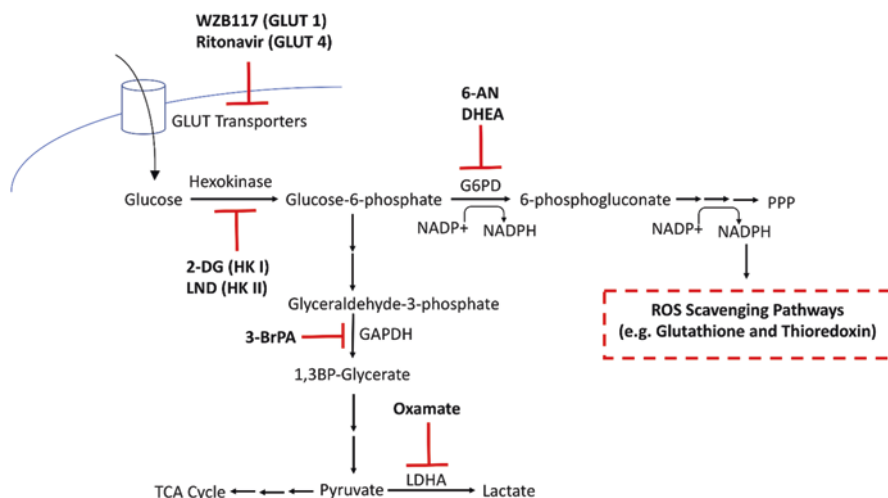 WZB117 (GLUT 1)
Ritonavir (GLUT 4)
6-AN
DHEA
GLUT Transporters
Hexokinase
G6PD
Glucose
Glucose-6-phosphate
6-phosphogluconate
PPP
NADP+
NADPH
NADP+
NADPH
2-DG (HK I)
LND (HK II)
Glyceraldehyde-3-phosphate
ROS Scavenging Pathways
(e.g. Glutathione and Thioredoxin)
3-BrPA
GAPDH
1,3BP-Glycerate
Oxamate
LDHA
TCA Cycle
Pyruvate
Lactate